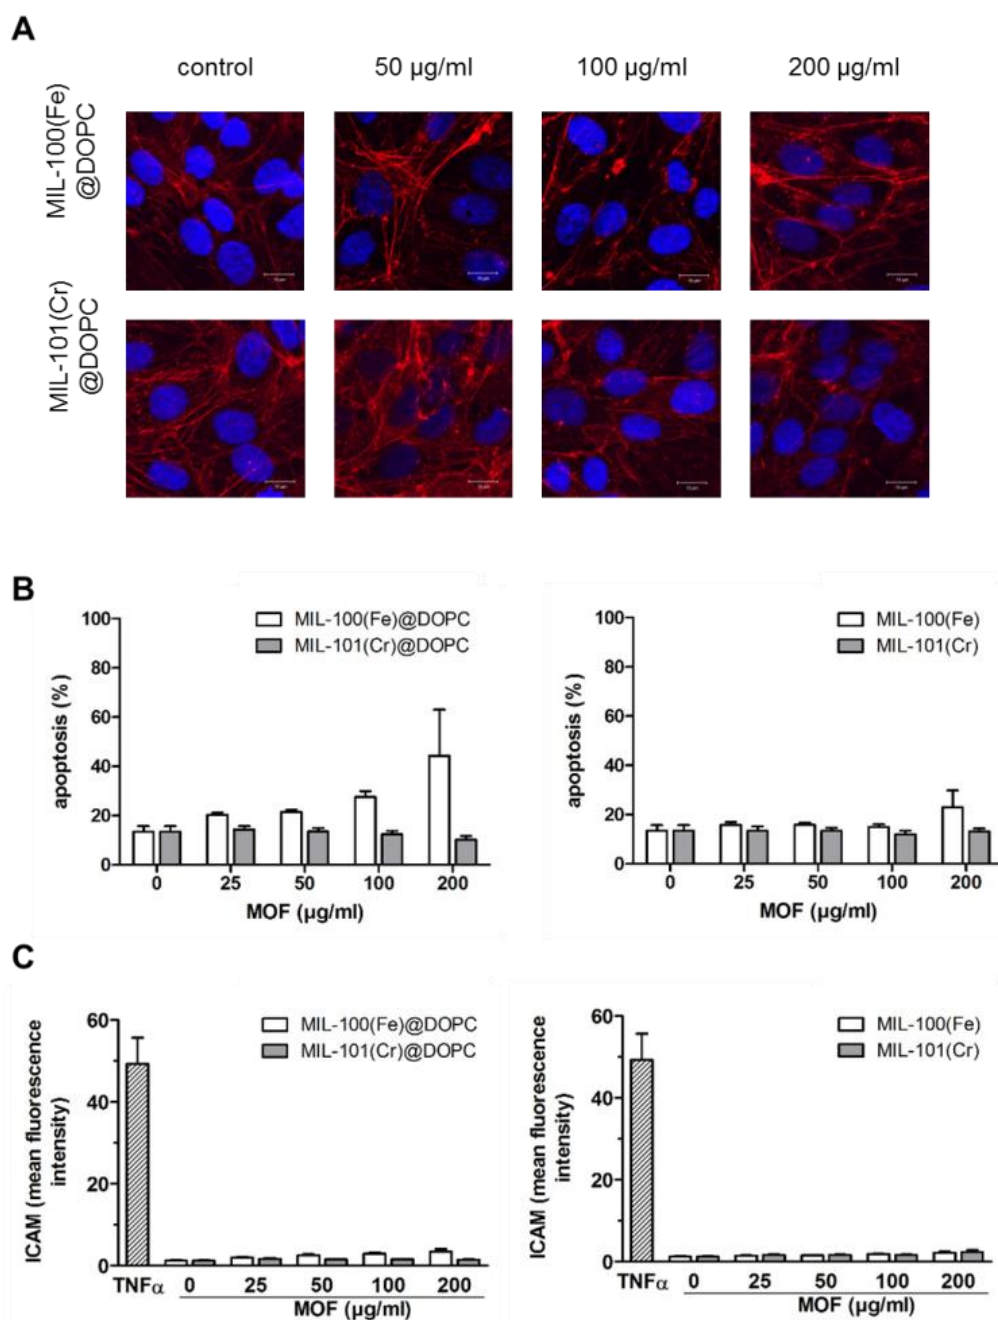 A
control 50 µg/ml 100 µg/ml 200 µg/ml
MIL-100(Fe)
@DOPC
MIL-101(Cr)
@DOPC
B
100
80
60
40
20
0
apoptosis (%)
MIL-100(Fe)@DOPC
MIL-101(Cr)@DOPC
0 25 50 100 200
MOF (µg/ml)
100
80
60
40
20
0
apoptosis (%)
MIL-100(Fe)
MIL-101(Cr)
0 25 50 100 200
MOF (µg/ml)
C
60
40
20
0
ICAM (mean fluorescence
intensity)
MIL-100(Fe)@DOPC
MIL-101(Cr)@DOPC
TNFα 0 25 50 100 200
MOF (µg/ml)
60
40
20
0
ICAM (mean fluorescence
intensity)
MIL-100(Fe)
MIL-101(Cr)
TNFα 0 25 50 100 200
MOF (µg/ml)